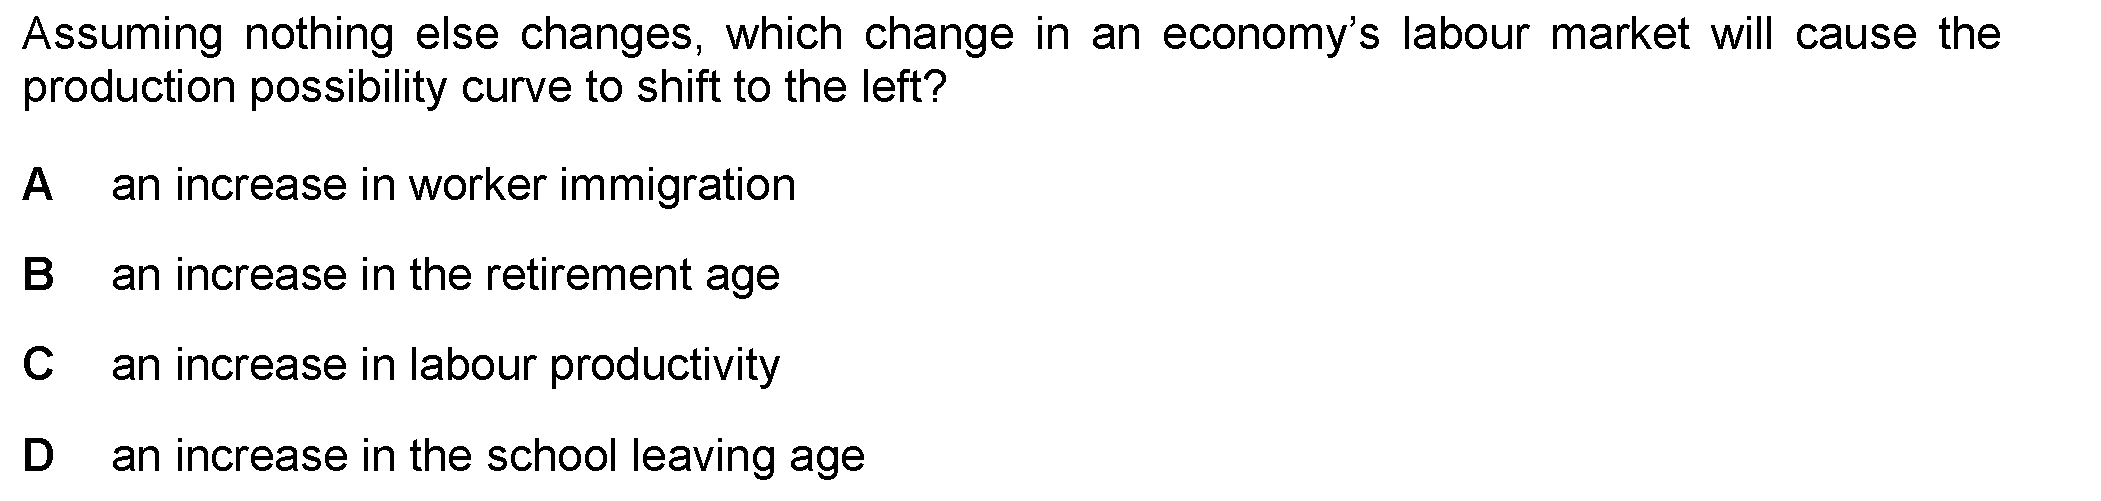 Assuming nothing else changes, which change in an economy’s labour market will cause the
production possibility curve to shift to the left?
A an increase in worker immigration
B an increase in the retirement age
C an increase in labour productivity
D an increase in the school leaving age